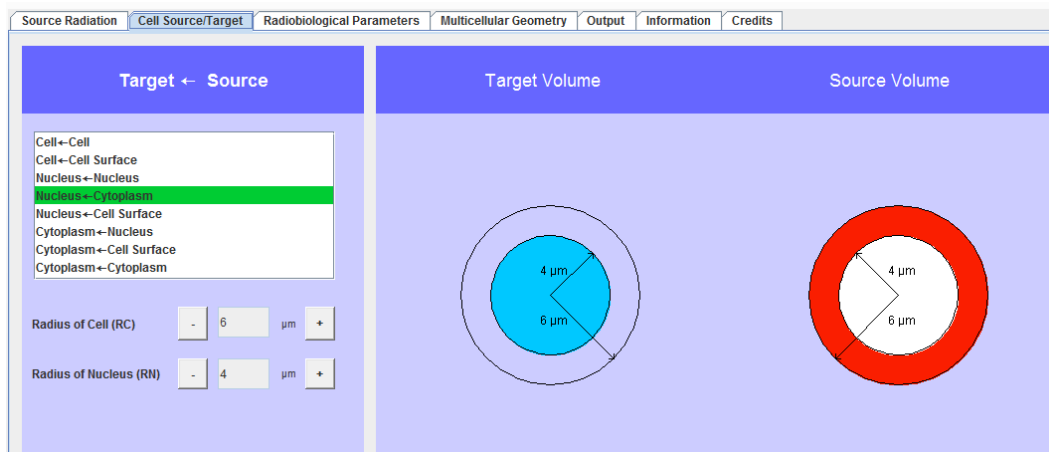 Source Radiation Cell Source/Target Radiobiological Parameters Multicellular Geometry Output Information Credits
Target ← Source
Target Volume
Source Volume
Cell←Cell
Cell←Cell Surface
Nucleus←Nucleus
Nucleus←Cytoplasm
Nucleus←Cell Surface
Cytoplasm←Nucleus
Cytoplasm←Cell Surface
Cytoplasm←Cytoplasm
Radius of Cell (RC) - 6 µm +
Radius of Nucleus (RN) - 4 µm +
4 µm
6 µm
4 µm
6 µm